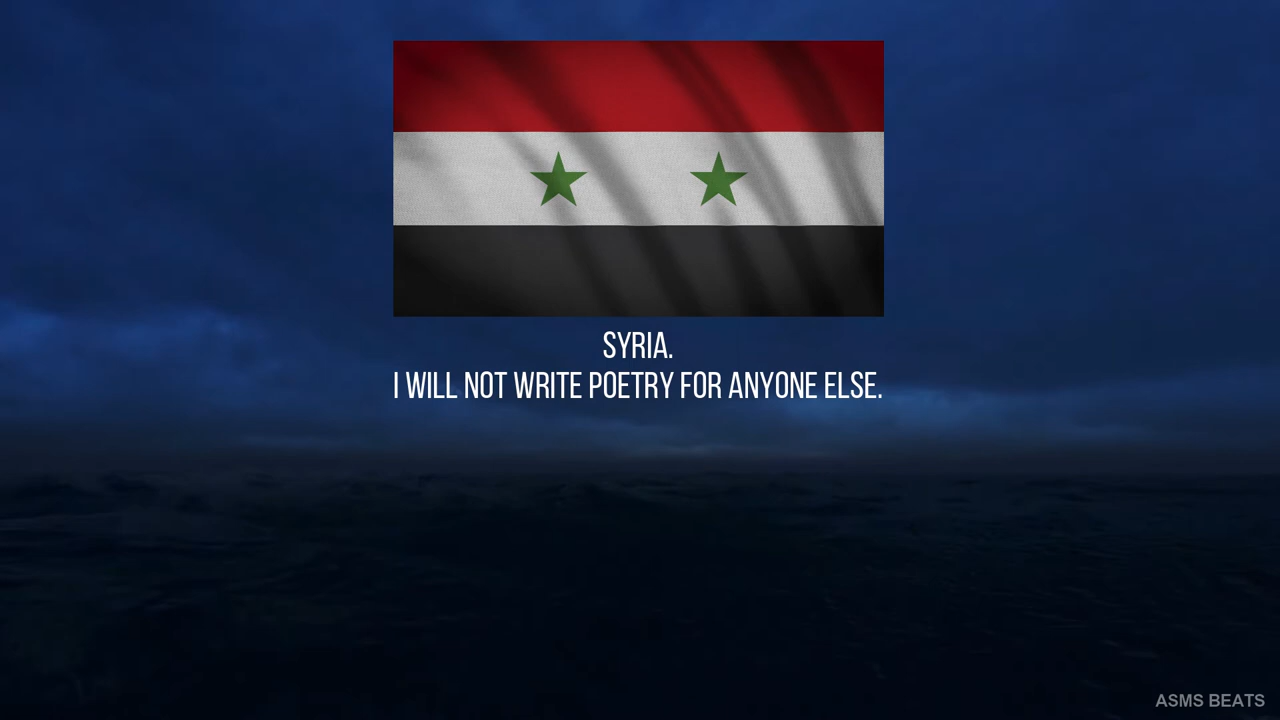 SYRIA.
I WILL NOT WRITE POETRY FOR ANYONE ELSE.
ASMS BEATS